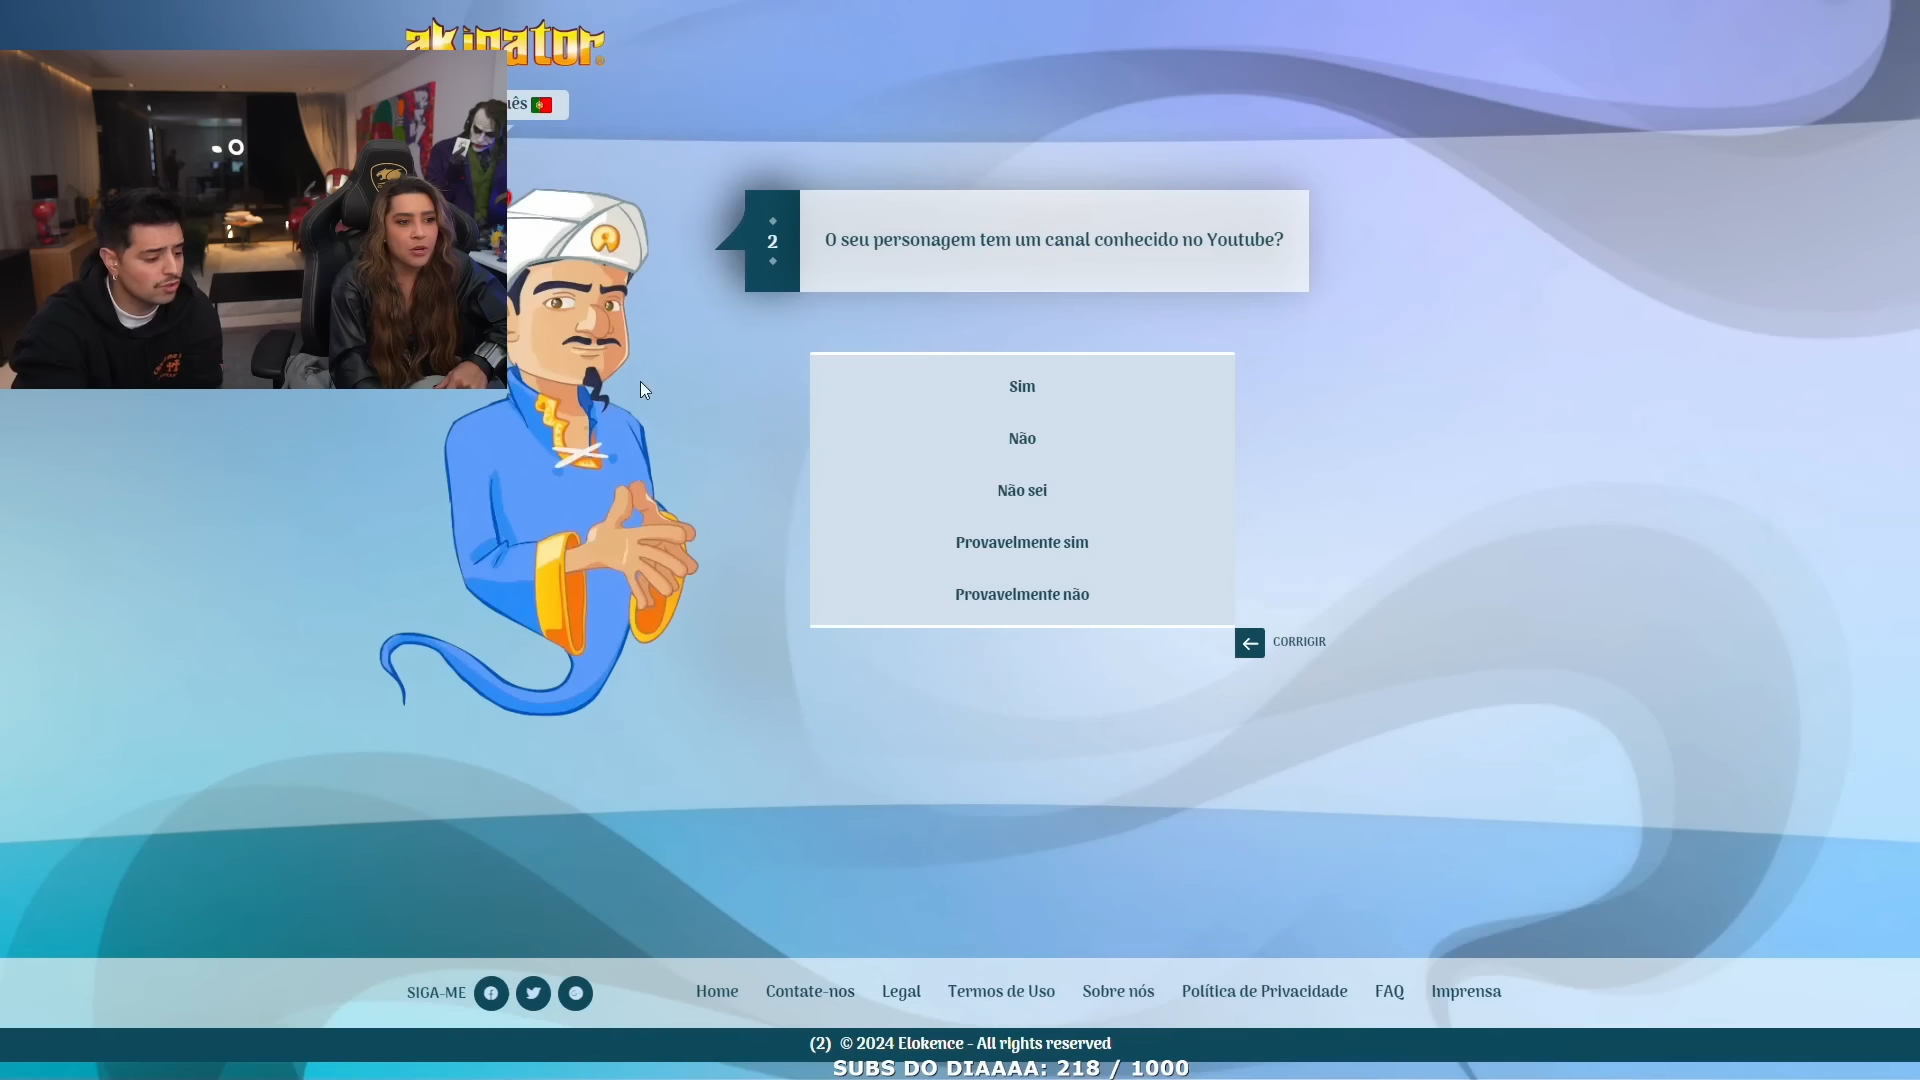 akinator
uês
2
O seu personagem tem um canal conhecido no Youtube?
Sim
Não
Não sei
Provavelmente sim
Provavelmente não
CORRIGIR
SIGA-ME
Home Contate-nos Legal Termos de Uso Sobre nós Política de Privacidade FAQ Imprensa
(2) © 2024 Elokence - All rights reserved
SUBS DO DIAAAA: 218 / 1000